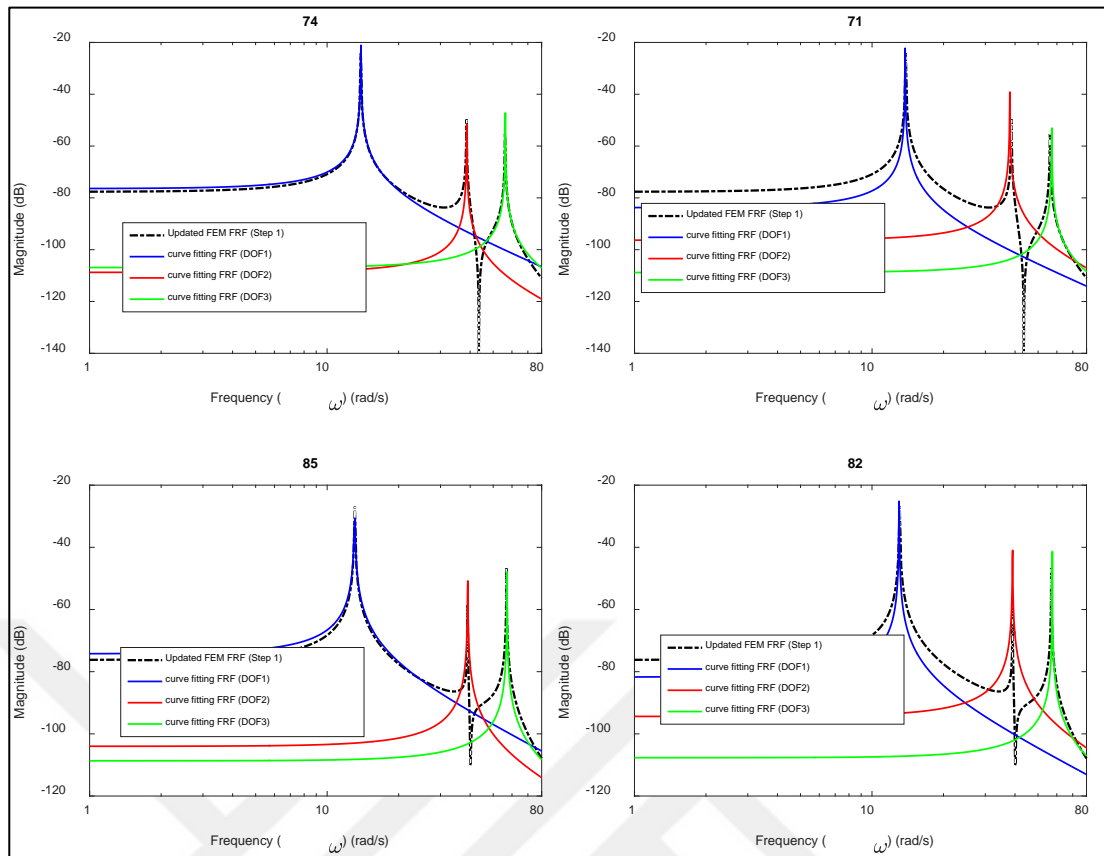 74
-20
-40
-60
-80
-100
-120
-140
Magnitude (dB)
Updated FEM FRF (Step 1)
curve fitting FRF (DOF1)
curve fitting FRF (DOF2)
curve fitting FRF (DOF3)
1
10
80
Frequency ( ω) (rad/s)
71
-20
-40
-60
-80
-100
-120
-140
Magnitude (dB)
Updated FEM FRF (Step 1)
curve fitting FRF (DOF1)
curve fitting FRF (DOF2)
curve fitting FRF (DOF3)
1
10
80
Frequency ( ω) (rad/s)
85
-20
-40
-60
-80
-100
-120
Magnitude (dB)
Updated FEM FRF (Step 1)
curve fitting FRF (DOF1)
curve fitting FRF (DOF2)
curve fitting FRF (DOF3)
1
10
80
Frequency ( ω) (rad/s)
82
-20
-40
-60
-80
-100
-120
Magnitude (dB)
Updated FEM FRF (Step 1)
curve fitting FRF (DOF1)
curve fitting FRF (DOF2)
curve fitting FRF (DOF3)
1
10
80
Frequency ( ω) (rad/s)